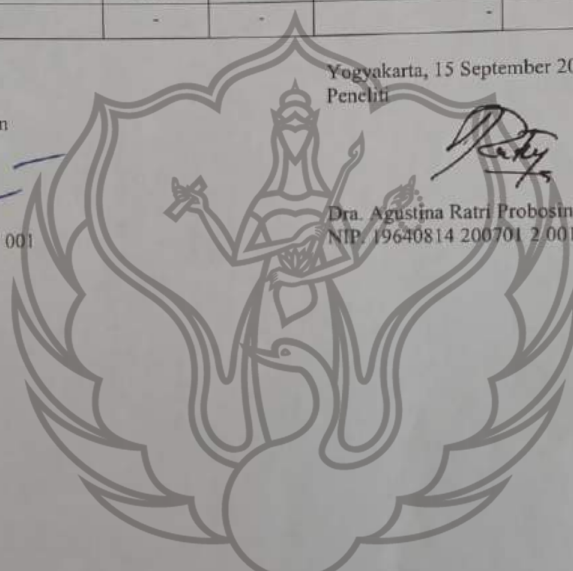 - - -
Yogyakarta, 15 September 20
Peneliti
n
Dra. Agustina Ratri Probosin
NIP. 19640814 200701 2 001
001